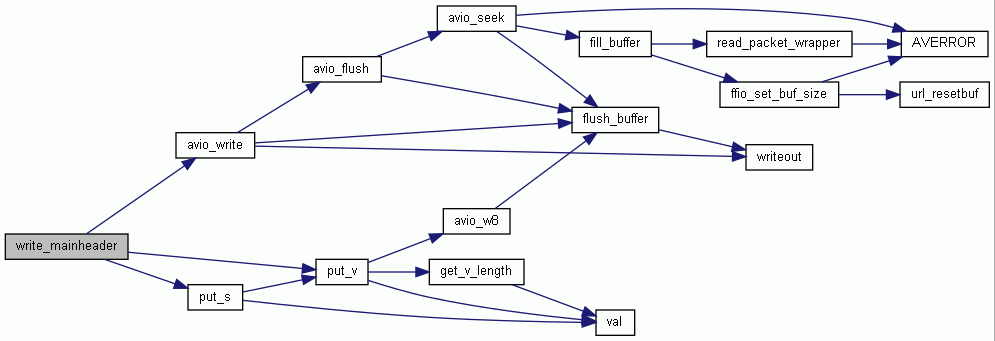 avio_seek
fill_buffer
read_packet_wrapper
AVERROR
avio_flush
ffio_set_buf_size
url_resetbuf
flush_buffer
avio_write
writeout
avio_w8
write_mainheader
put_v
get_v_length
put_s
val